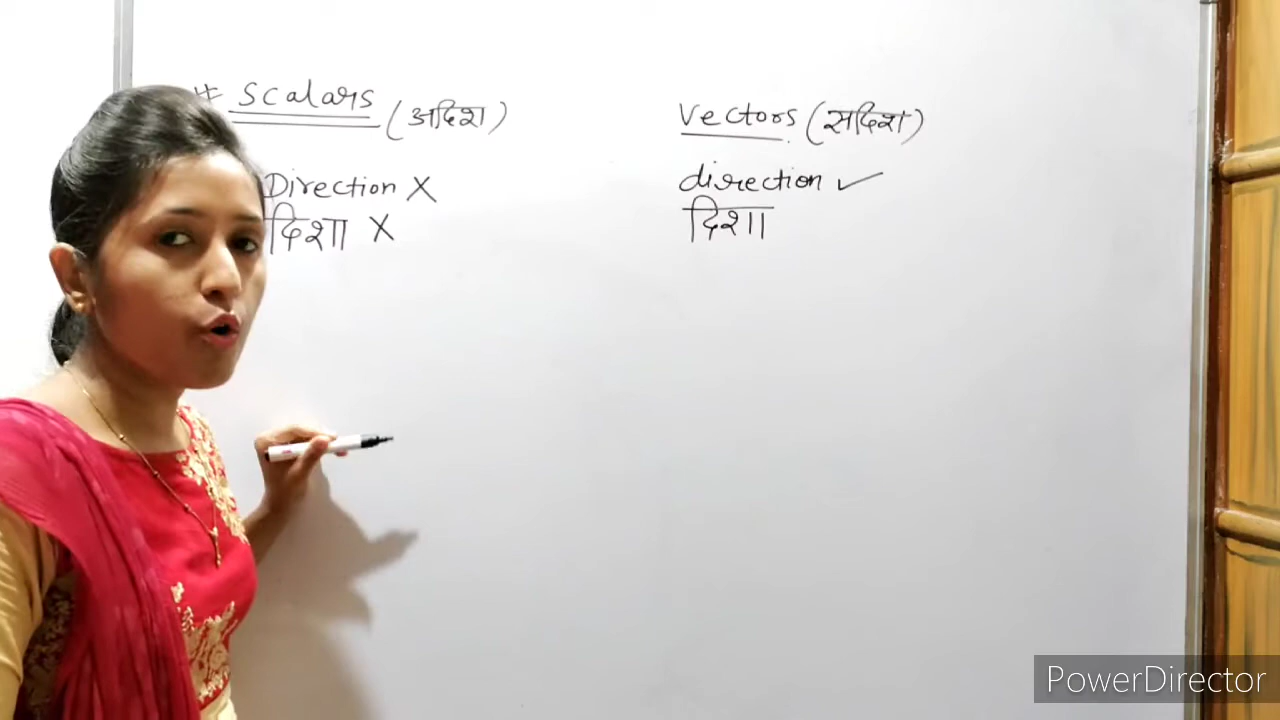 # Scalars (अदिश)
Direction X
दिशा X
Vectors (सदिश)
direction ✓
दिशा
PowerDirector